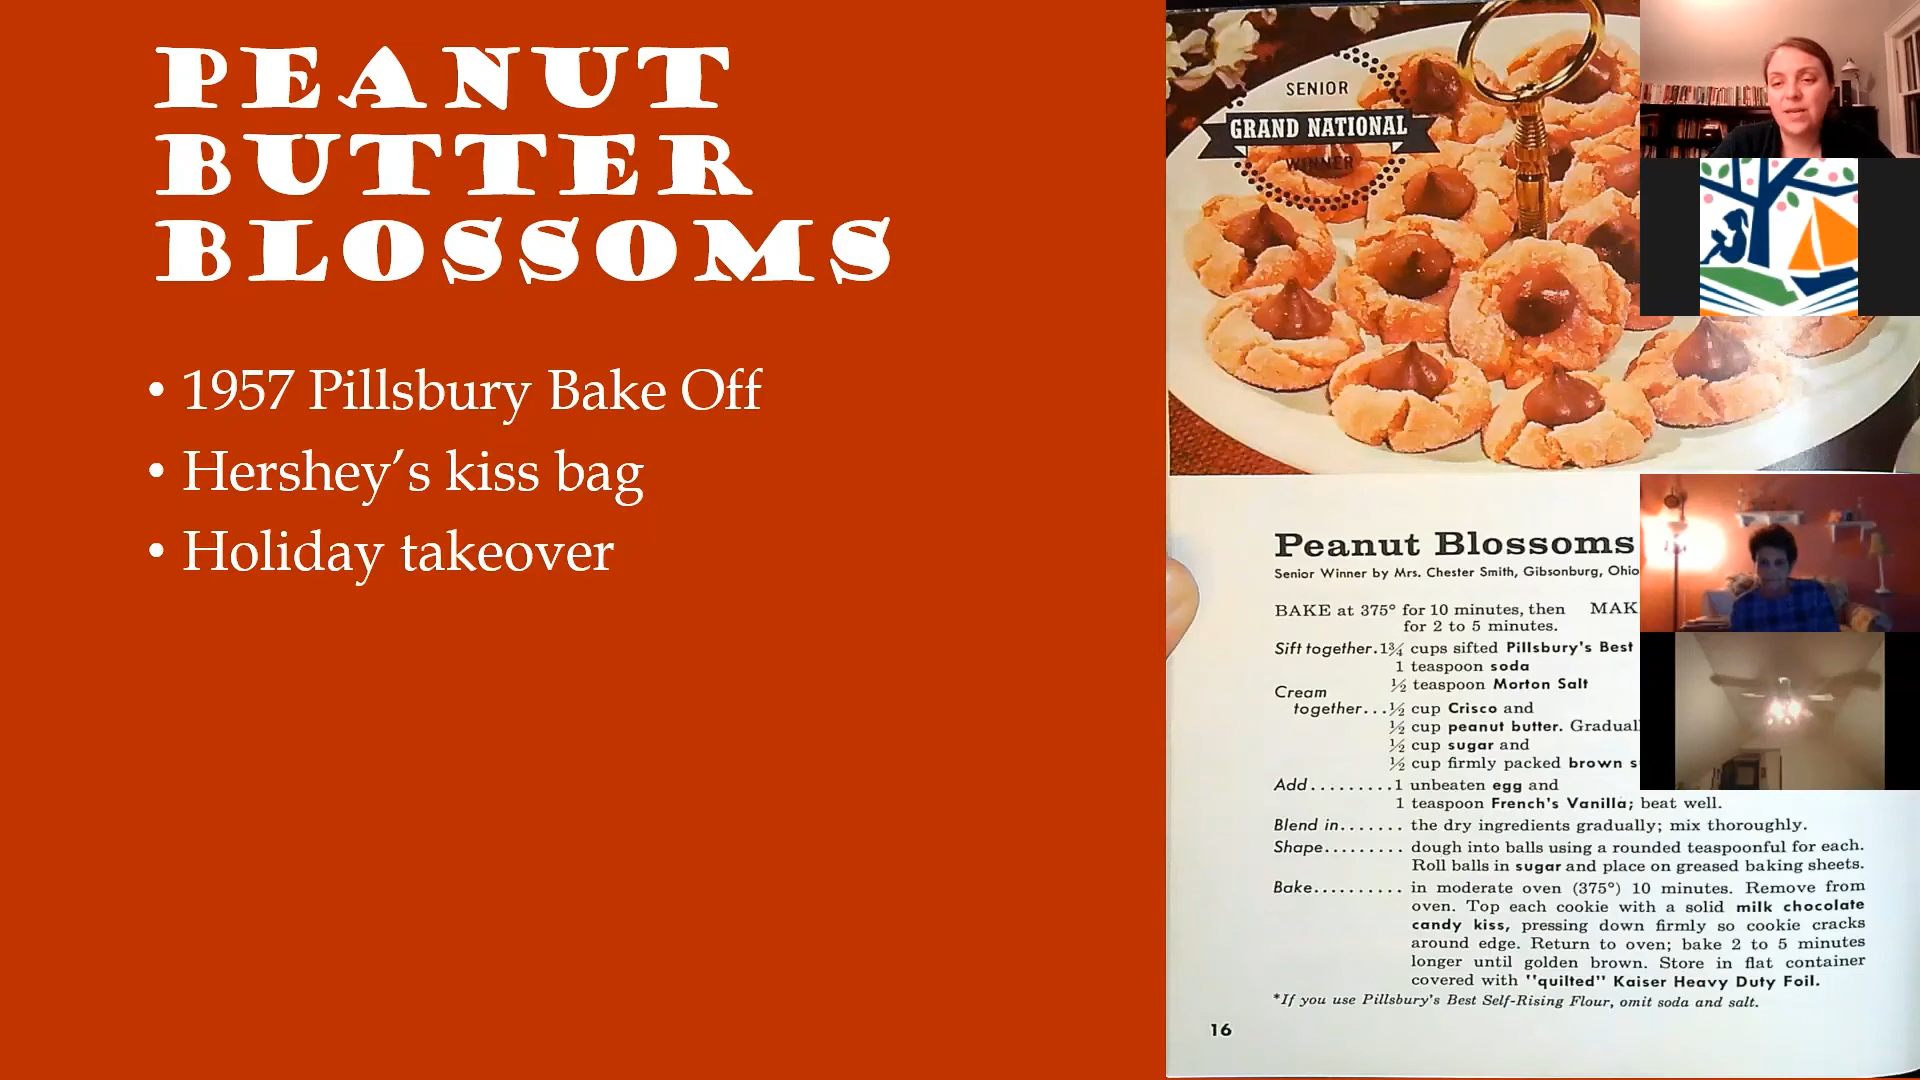 PEANUT
BUTTER
BLOSSOMS
• 1957 Pillsbury Bake Off
• Hershey's kiss bag
• Holiday takeover
SENIOR
GRAND NATIONAL
WINNER
Peanut Blossoms
Senior Winner by Mrs. Chester Smith, Gibsonburg, Ohio
BAKE at 375° for 10 minutes, then
for 2 to 5 minutes.
Sift together. 1¾ cups sifted Pillsbury's Best
1 teaspoon soda
½ teaspoon Morton Salt
Cream
together...½ cup Crisco and
½ cup peanut butter.
½ cup sugar and
½ cup firmly packed brown
Add.........1 unbeaten egg and
1 teaspoon French's Vanilla; beat well.
Blend in....... the dry ingredients gradually; mix thoroughly.
Shape......... dough into balls using a rounded teaspoonful for each.
Roll balls in sugar and place on greased baking sheets.
Bake.......... in moderate oven (375°) 10 minutes. Remove from
oven. Top each cookie with a solid milk chocolate
candy kiss, pressing down firmly so cookie cracks
around edge. Return to oven; bake 2 to 5 minutes
longer until golden brown. Store in flat container
covered with "quilted" Kaiser Heavy Duty Foil.
*If you use Pillsbury's Best Self-Rising Flour, omit soda and salt.
16